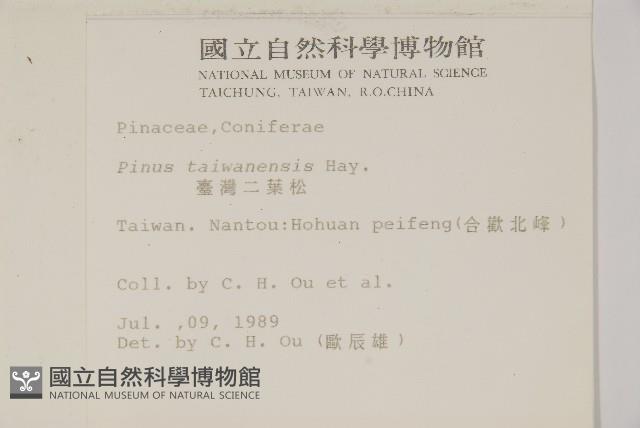 國立自然科學博物館
NATIONAL MUSEUM OF NATURAL SCIENCE
TAICHUNG, TAIWAN, R.O.CHINA
Pinaceae,Coniferae
Pinus taiwanensis Hay.
臺灣二葉松
Taiwan. Nantou:Hohuan peifeng(合歡北峰)
Coll. by C. H. Ou et al.
Jul. ,09, 1989
Det. by C. H. Ou (歐辰雄)
國立自然科學博物館
NATIONAL MUSEUM OF NATURAL SCIENCE